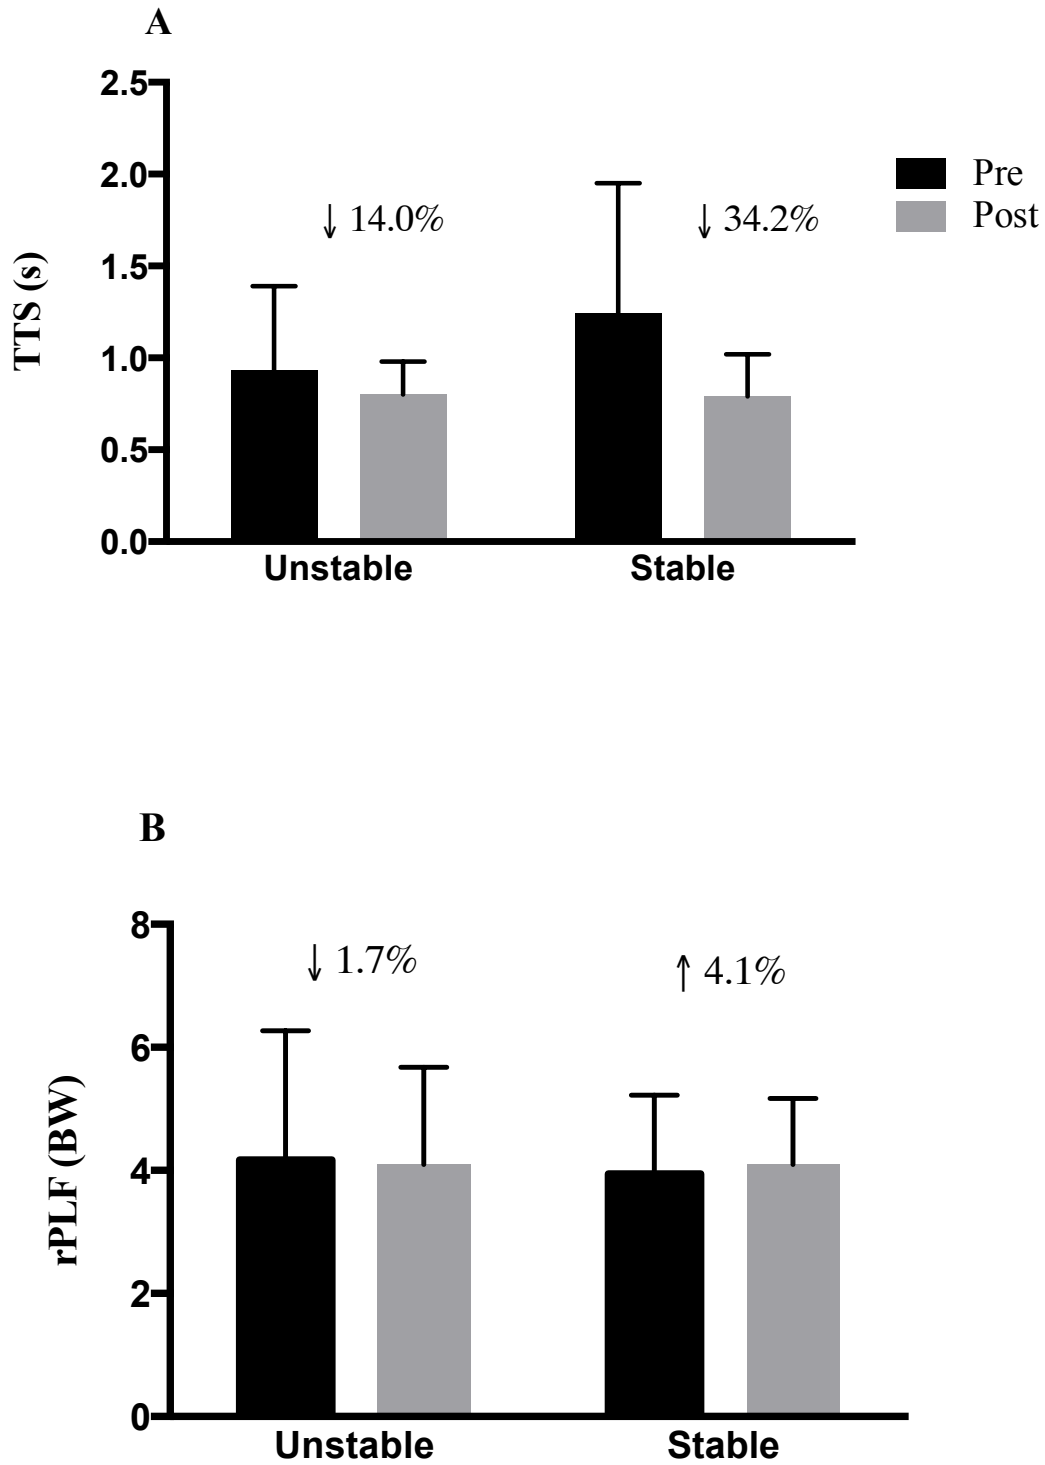 A
2.5
2.0
1.5
1.0
0.5
0.0
TTS (s)
↓ 14.0%
↓ 34.2%
Pre
Post
Unstable Stable
B
8
6
4
2
0
rPLF (BW)
↓ 1.7%
↑ 4.1%
Unstable Stable